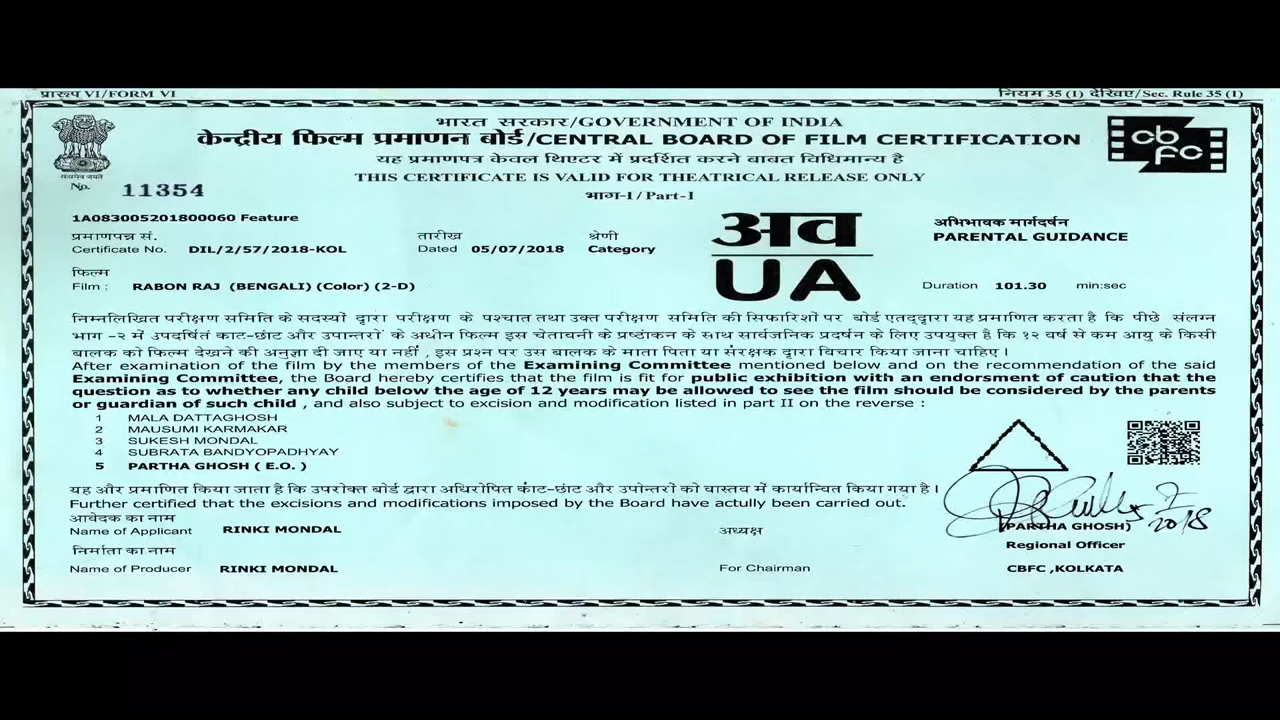 प्रारूप VI/FORM VI
नियम 35 (1) देखिए/Sec. Rule 35 (1)
भारत सरकार/GOVERNMENT OF INDIA
केन्द्रीय फिल्म प्रमाणन बोर्ड/CENTRAL BOARD OF FILM CERTIFICATION
cb
fc
यह प्रमाणपत्र केवल थिएटर में प्रदर्शित करने बावत विधिमान्य है
सत्यमेव जयते
THIS CERTIFICATE IS VALID FOR THEATRICAL RELEASE ONLY
No. 11354
भाग-I / Part-I
1A083005201800060 Feature
प्रमाणपत्र सं.
Certificate No. DIL/2/57/2018-KOL
तारीख
Dated 05/07/2018
श्रेणी
Category
अव
UA
अभिभावक मार्गदर्षन
PARENTAL GUIDANCE
फिल्म
Film : RABON RAJ (BENGALI) (Color) (2-D)
Duration 101.30 min:sec
निम्नलिखित परीक्षण समिति के सदस्यों द्वारा परीक्षण के पश्चात तथा उक्त परीक्षण समिति की सिफारिशों पर बोर्ड एतद्द्वारा यह प्रमाणित करता है कि पीछे संलग्न
भाग -२ में उपदर्षित काट-छांट और उपान्तरों के अधीन फिल्म इस चेतावनी के प्रष्ठांकन के साथ सार्वजनिक प्रदर्षन के लिए उपयुक्त है कि १२ वर्ष से कम आयु के किसी
बालक को फिल्म देखने की अनुज्ञा दी जाए या नहीं , इस प्रश्न पर उस बालक के माता पिता या संरक्षक द्वारा विचार किया जाना चाहिए ।
After examination of the film by the members of the Examining Committee mentioned below and on the recommendation of the said
Examining Committee, the Board hereby certifies that the film is fit for public exhibition with an endorsment of caution that the
question as to whether any child below the age of 12 years may be allowed to see the film should be considered by the parents
or guardian of such child , and also subject to excision and modification listed in part II on the reverse :
1 MALA DATTAGHOSH
2 MAUSUMI KARMAKAR
3 SUKESH MONDAL
4 SUBRATA BANDYOPADHYAY
5 PARTHA GHOSH ( E.O. )
यह और प्रमाणित किया जाता है कि उपरोक्त बोर्ड द्वारा अधिरोपित कांट-छांट और उपांन्तरों को वास्तव में कार्यान्वित किया गया है ।
Further certified that the excisions and modifications imposed by the Board have actully been carried out.
आवेदक का नाम
Name of Applicant RINKI MONDAL
अध्यक्ष
2018
(PARTHA GHOSH)
Regional Officer
निर्माता का नाम
Name of Producer RINKI MONDAL
For Chairman
CBFC ,KOLKATA